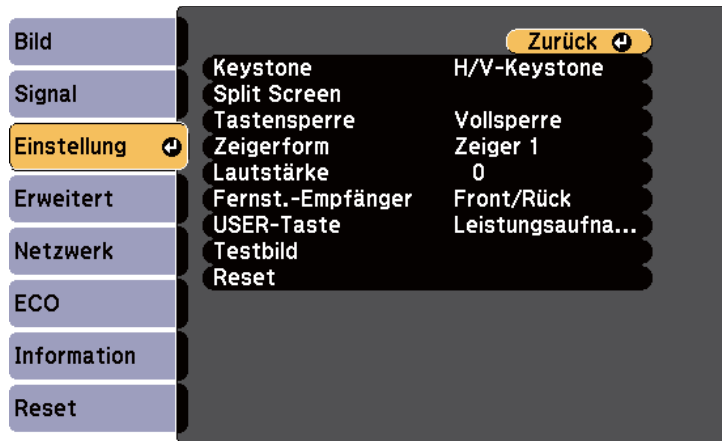 Bild
Signal
Einstellung
Erweitert
Netzwerk
ECO
Information
Reset
Zurück
Keystone H/V-Keystone
Split Screen
Tastensperre Vollsperre
Zeigerform Zeiger 1
Lautstärke 0
Fernst.-Empfänger Front/Rück
USER-Taste Leistungsaufna...
Testbild
Reset